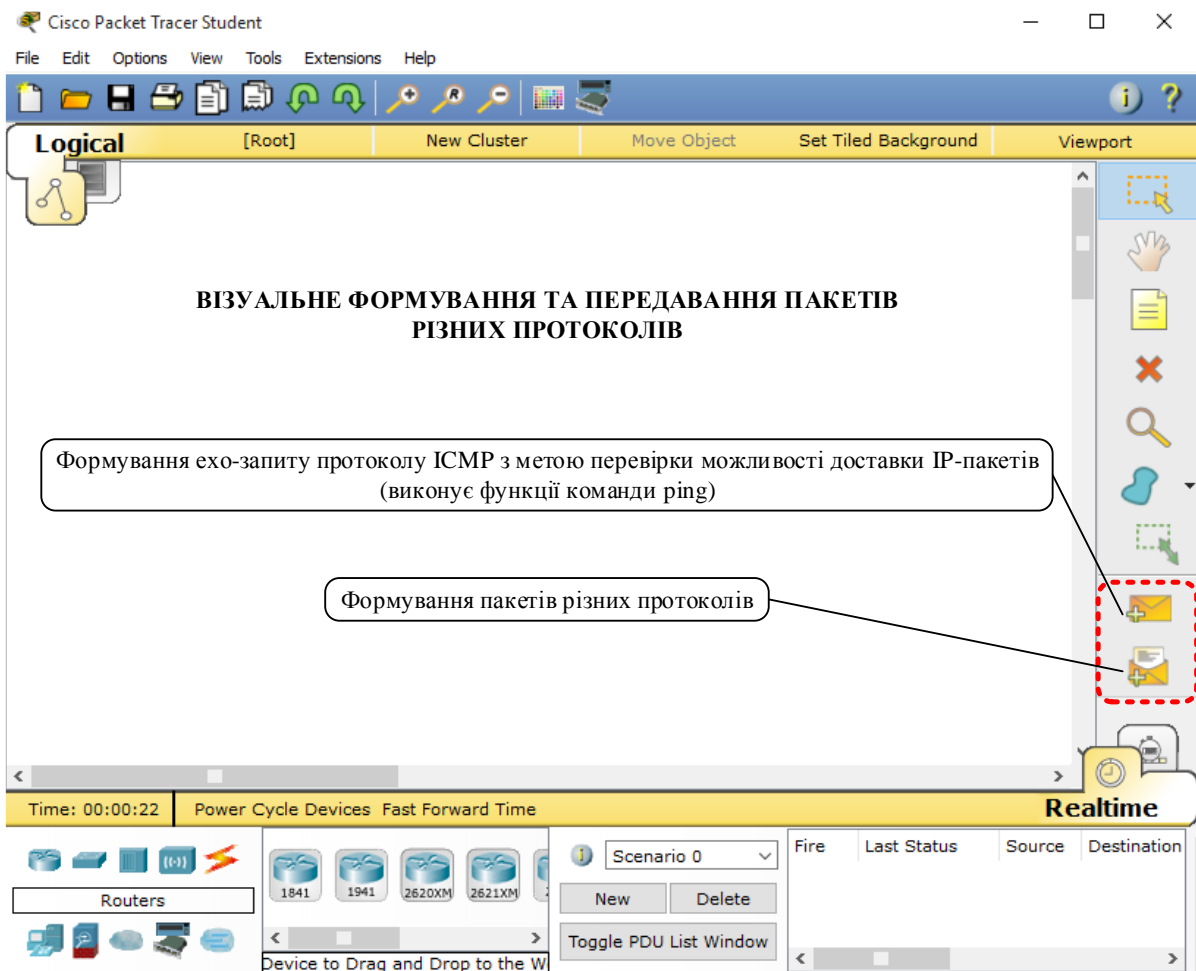 Cisco Packet Tracer Student
File Edit Options View Tools Extensions Help
R
i ?
Logical [Root] New Cluster Move Object Set Tiled Background Viewport
ВІЗУАЛЬНЕ ФОРМУВАННЯ ТА ПЕРЕДАВАННЯ ПАКЕТІВ
РІЗНИХ ПРОТОКОЛІВ
Формування ехо-запиту протоколу ICMP з метою перевірки можливості доставки IP-пакетів
(виконує функції команди ping)
Формування пакетів різних протоколів
Time: 00:00:22 Power Cycle Devices Fast Forward Time Realtime
i Scenario 0 Fire Last Status Source Destination
1841 1941 2620XM 2621XM
Routers New Delete
Toggle PDU List Window
Device to Drag and Drop to the W